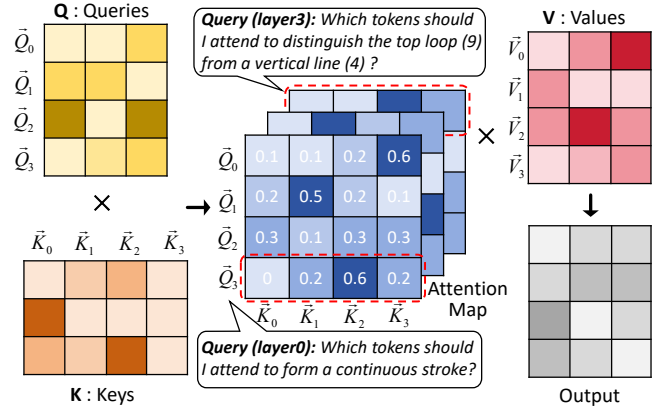 Q : Queries
Q⃗0
Q⃗1
Q⃗2
Q⃗3
×
K⃗0 K⃗1 K⃗2 K⃗3
K : Keys
Query (layer3): Which tokens should
I attend to distinguish the top loop (9)
from a vertical line (4) ?
Q⃗0 0.1 0.1 0.2 0.6
Q⃗1 0.2 0.5 0.2 0.1
Q⃗2 0.3 0.1 0.3 0.3
Q⃗3 0 0.2 0.6 0.2
K⃗0 K⃗1 K⃗2 K⃗3
Attention
Map
Query (layer0): Which tokens should
I attend to form a continuous stroke?
×
V : Values
V⃗0
V⃗1
V⃗2
V⃗3
Output